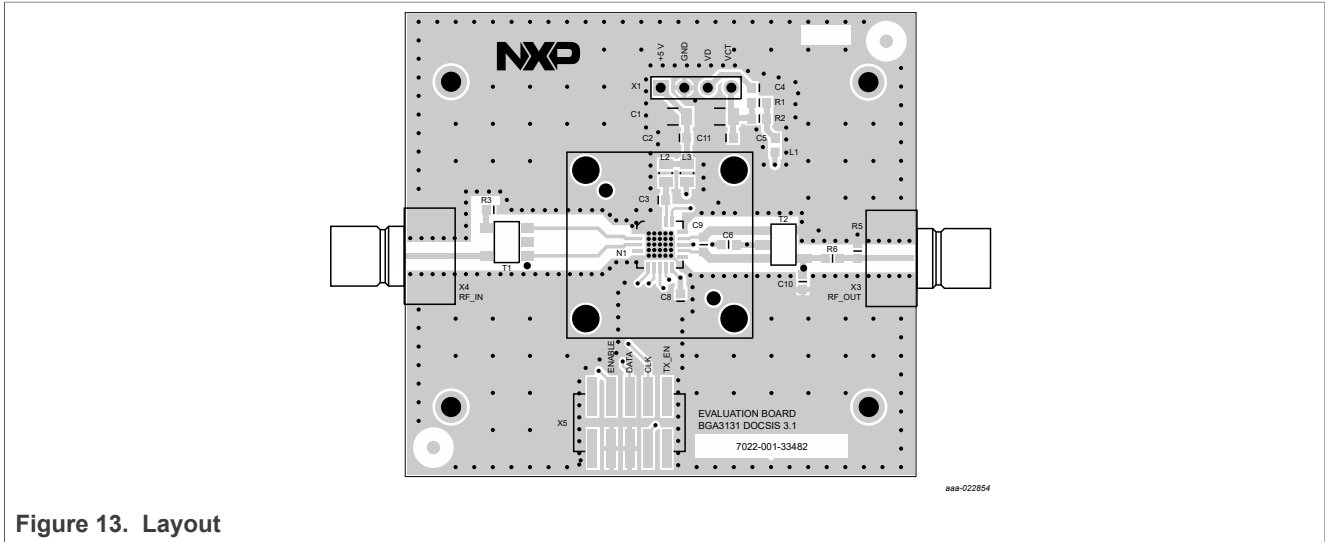 NXP
+5 V
GND
VD
VCT
X1
C4
R1
C1
R2
C2
C11
C5
L1
L2
L3
R3
C3
C9
T2
C6
R5
N1
R6
T1
X4
RF_IN
C8
C10
X3
RF_OUT
ENABLE
DATA
CLK
TX_EN
X5
EVALUATION BOARD
BGA3131 DOCSIS 3.1
7022-001-33482
aaa-022854
Figure 13. Layout